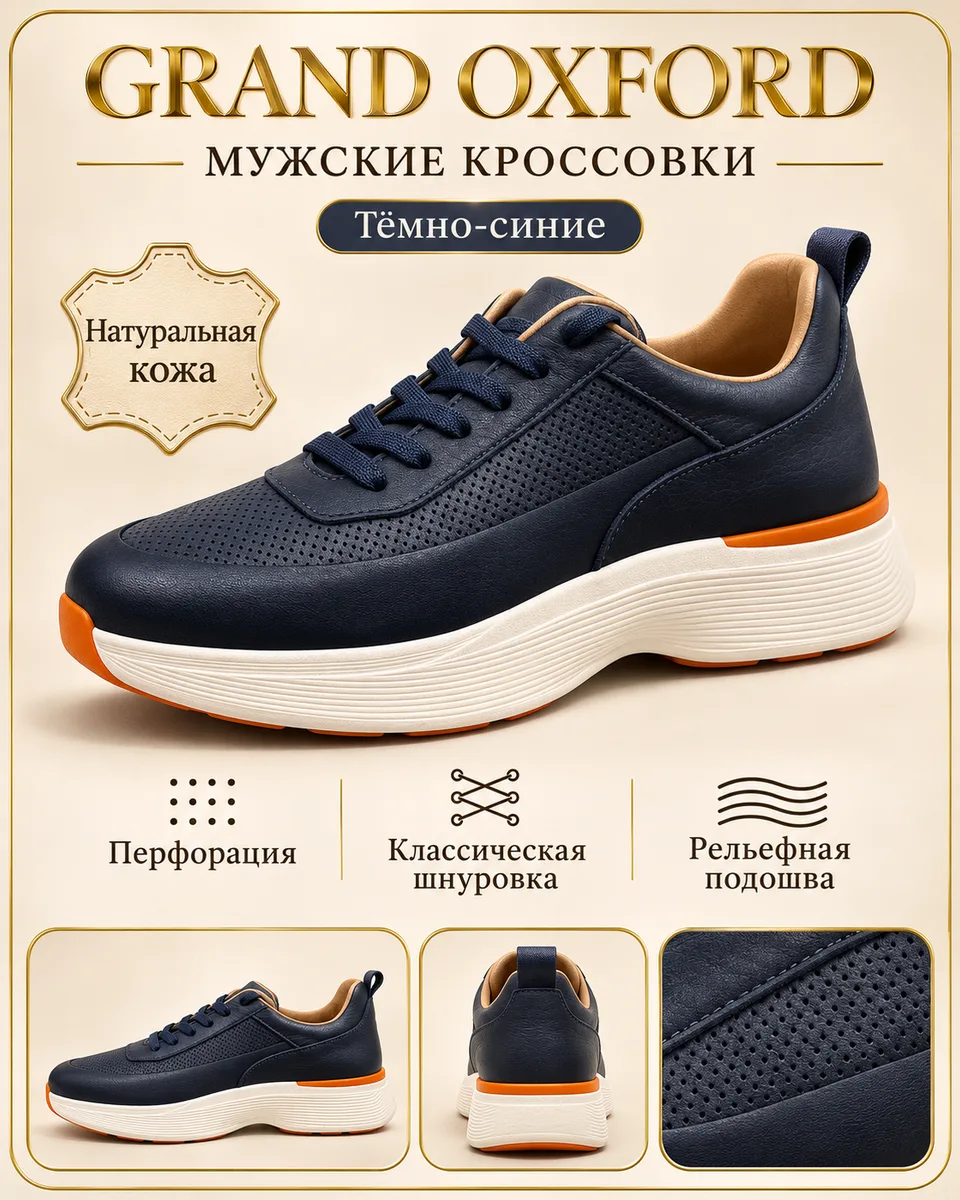 GRAND OXFORD
МУЖСКИЕ КРОССОВКИ
Тёмно-синие
Натуральная
кожа
Перфорация
Классическая
шнуровка
Рельефная
подошва